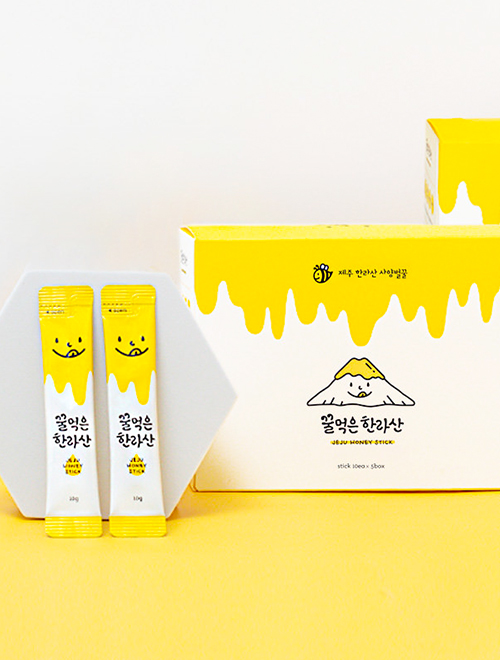 제주 한라산 사양벌꿀
꿀먹은 한라산
JEJU HONEY STICK
stick 10ea × 5box
꿀먹은
한라산
JEJU
HONEY
STICK
10g
꿀먹은
한라산
JEJU
HONEY
STICK
10g